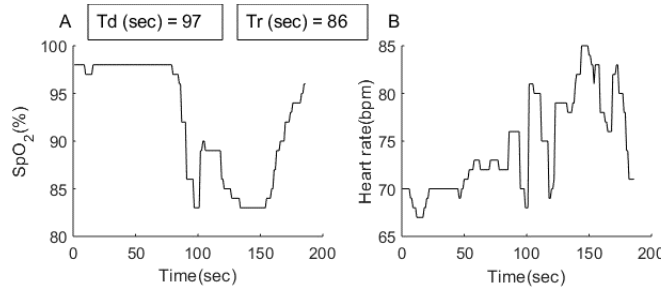 A Td (sec) = 97 Tr (sec) = 86 B
100
95
90
85
80
SpO2(%)
0 50 100 150 200
Time(sec)
85
80
75
70
65
Heart rate(bpm)
0 50 100 150 200
Time(sec)